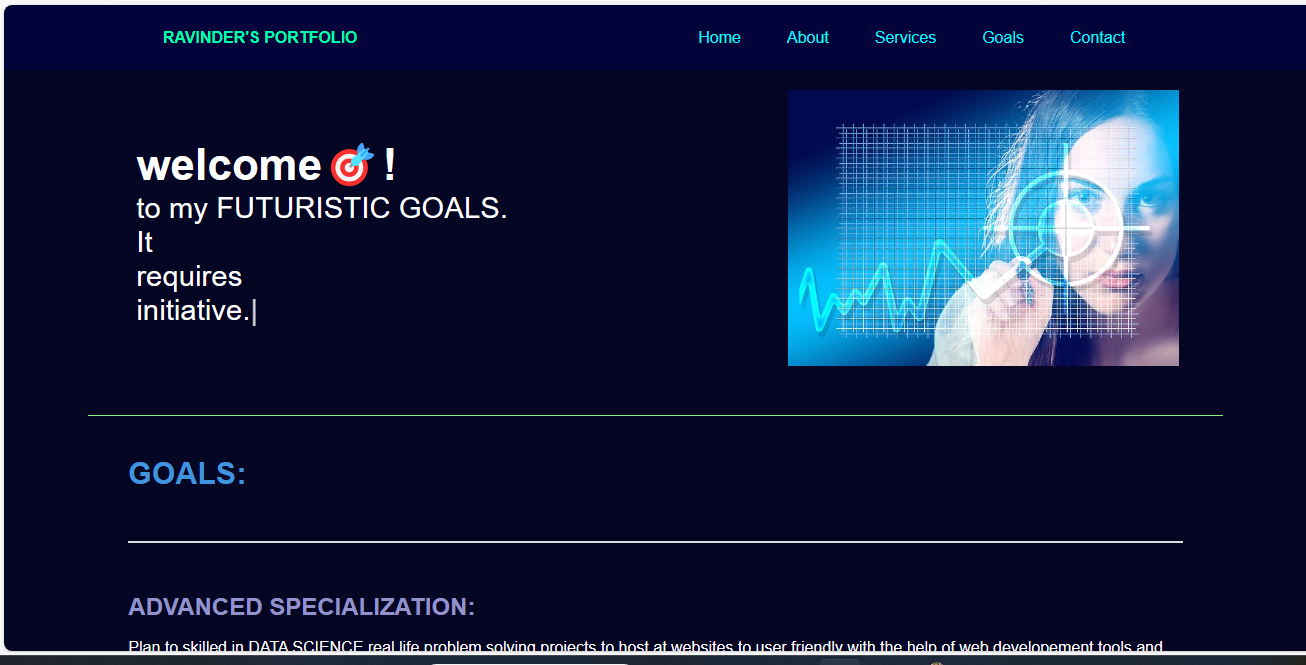 RAVINDER'S PORTFOLIO
Home About Services Goals Contact
welcome🎯 !
to my FUTURISTIC GOALS.
It
requires
initiative.|
GOALS:
ADVANCED SPECIALIZATION:
Plan to skilled in DATA SCIENCE real life problem solving projects to host at websites to user friendly with the help of web developement tools and